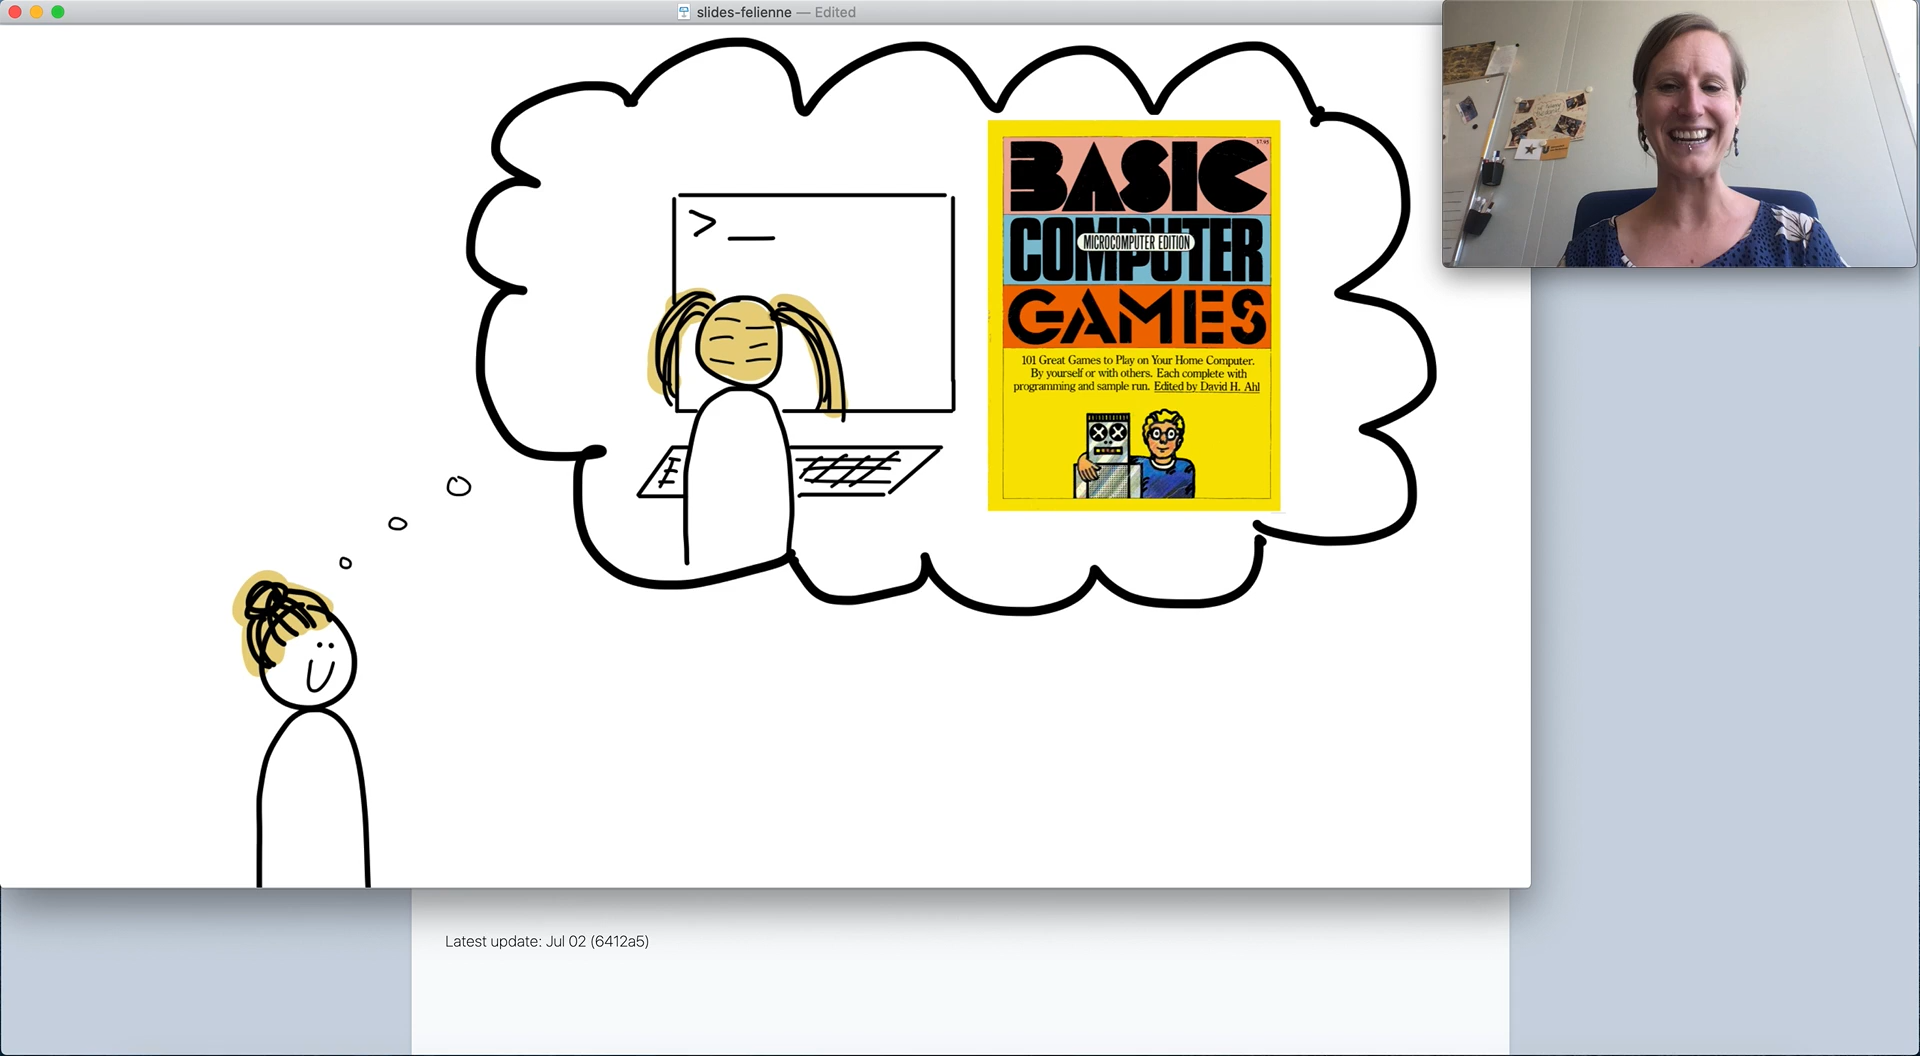 slides-felienne — Edited
> _
$7.95
BASIC
COMPUTER
MICROCOMPUTER EDITION
GAMES
101 Great Games to Play on Your Home Computer.
By yourself or with others. Each complete with
programming and sample run. Edited by David H. Ahl
Latest update: Jul 02 (6412a5)